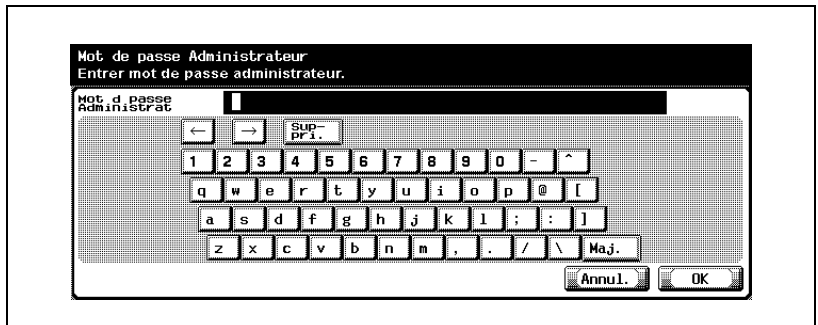 Mot de passe Administrateur
Entrer mot de passe administrateur.
Mot d passe
Administrat
← → Sup-
pri.
1 2 3 4 5 6 7 8 9 0 - ^
q w e r t y u i o p @ [
a s d f g h j k l ; : ]
z x c v b n m , . / \ Maj.
Annul. OK